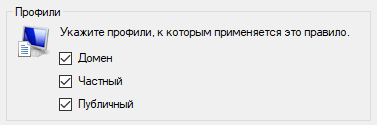 Профили
Укажите профили, к которым применяется это правило.
Домен
Частный
Публичный